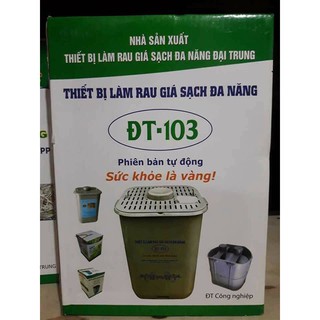 NHÀ SẢN XUẤT
THIẾT BỊ LÀM RAU GIÁ SẠCH ĐA NĂNG ĐẠI TRUNG
THIẾT BỊ LÀM RAU GIÁ SẠCH ĐA NĂNG
ĐT-103
Phiên bản tự động
Sức khỏe là vàng!
ĐT Công nghiệp